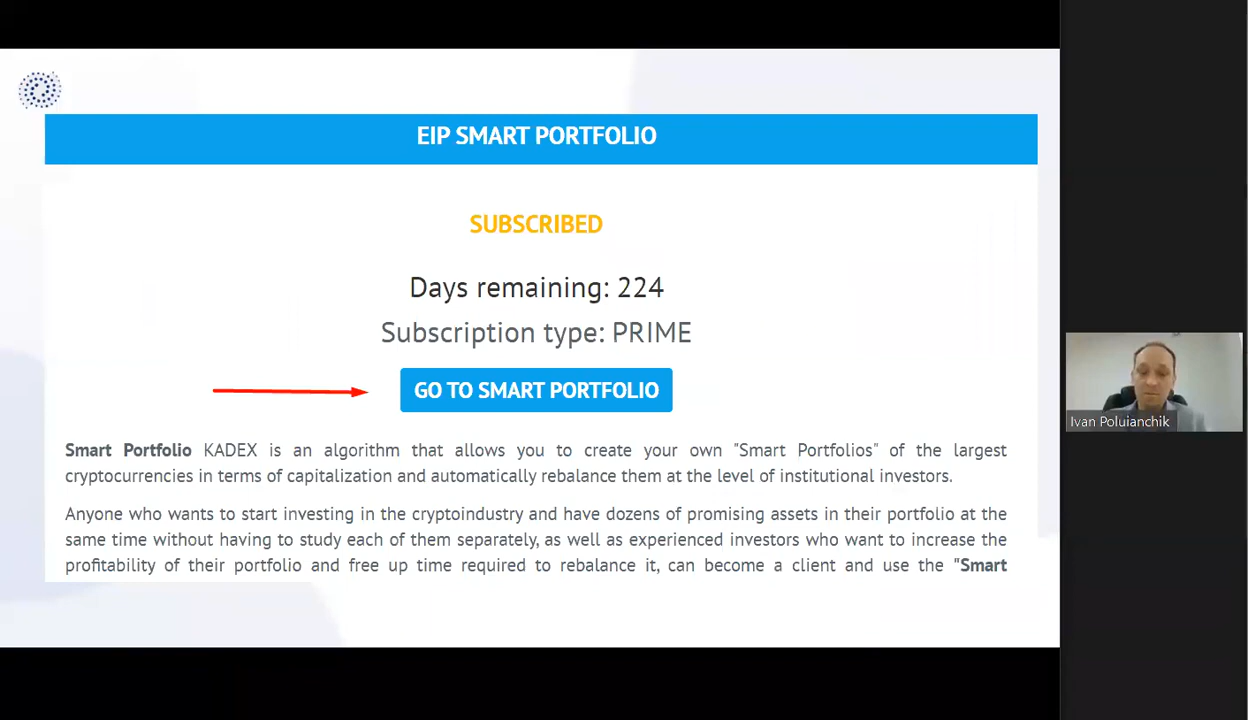 EIP SMART PORTFOLIO
SUBSCRIBED
Days remaining: 224
Subscription type: PRIME
GO TO SMART PORTFOLIO
Smart Portfolio KADEX is an algorithm that allows you to create your own "Smart Portfolios" of the largest
cryptocurrencies in terms of capitalization and automatically rebalance them at the level of institutional investors.
Anyone who wants to start investing in the cryptoindustry and have dozens of promising assets in their portfolio at the
same time without having to study each of them separately, as well as experienced investors who want to increase the
profitability of their portfolio and free up time required to rebalance it, can become a client and use the "Smart
Ivan Poluianchik